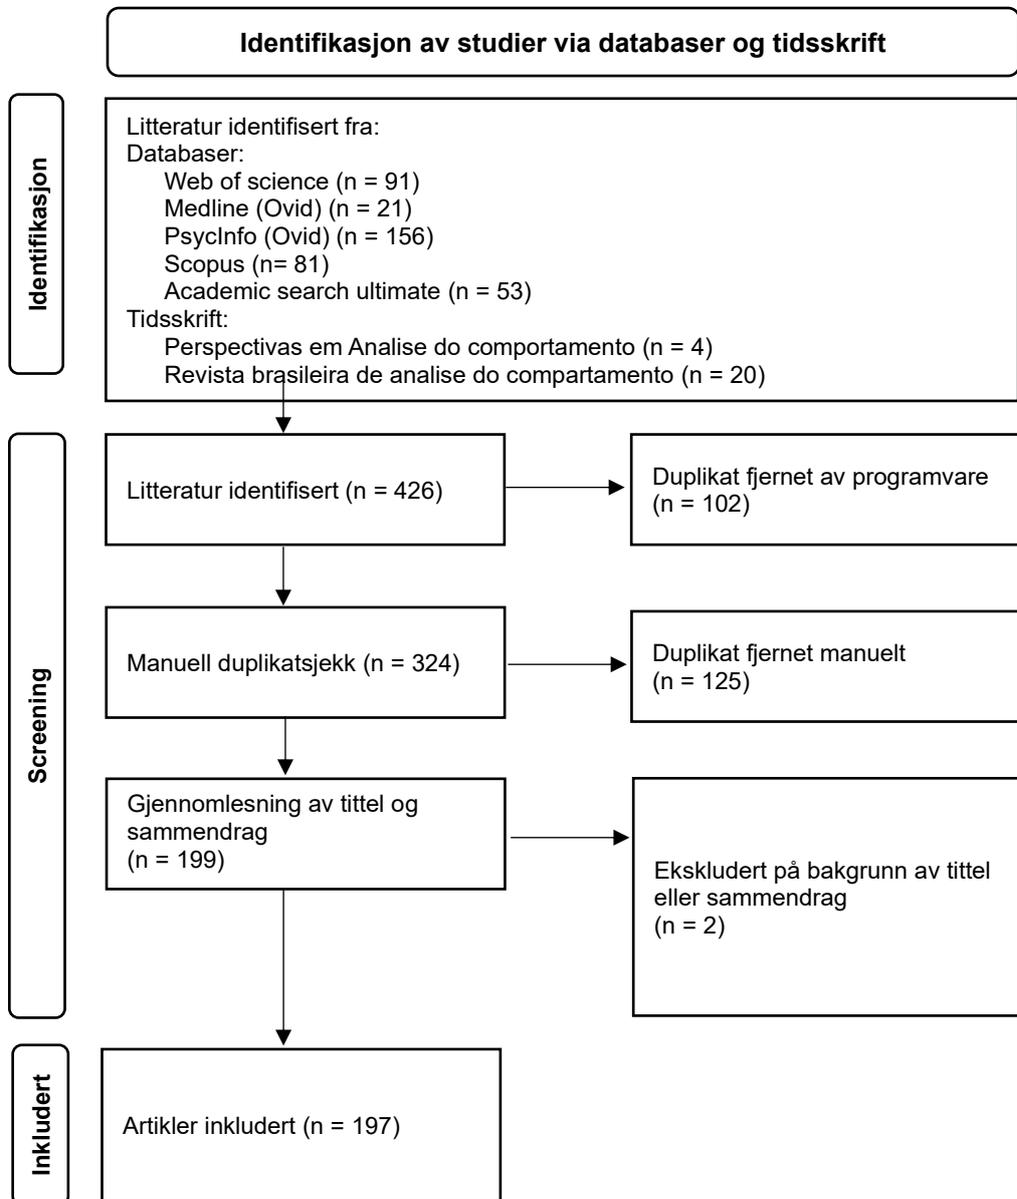 Identifikasjon av studier via databaser og tidsskrift
Identifikasjon
Litteratur identifisert fra:
Databaser:
Web of science (n = 91)
Medline (Ovid) (n = 21)
PsycInfo (Ovid) (n = 156)
Scopus (n= 81)
Academic search ultimate (n = 53)
Tidsskrift:
Perspectivas em Analise do comportamento (n = 4)
Revista brasileira de analise do compartamento (n = 20)
Screening
Litteratur identifisert (n = 426)
Duplikat fjernet av programvare
(n = 102)
Manuell duplikatsjekk (n = 324)
Duplikat fjernet manuelt
(n = 125)
Gjennomlesning av tittel og
sammendrag
(n = 199)
Ekskludert på bakgrunn av tittel
eller sammendrag
(n = 2)
Inkludert
Artikler inkludert (n = 197)